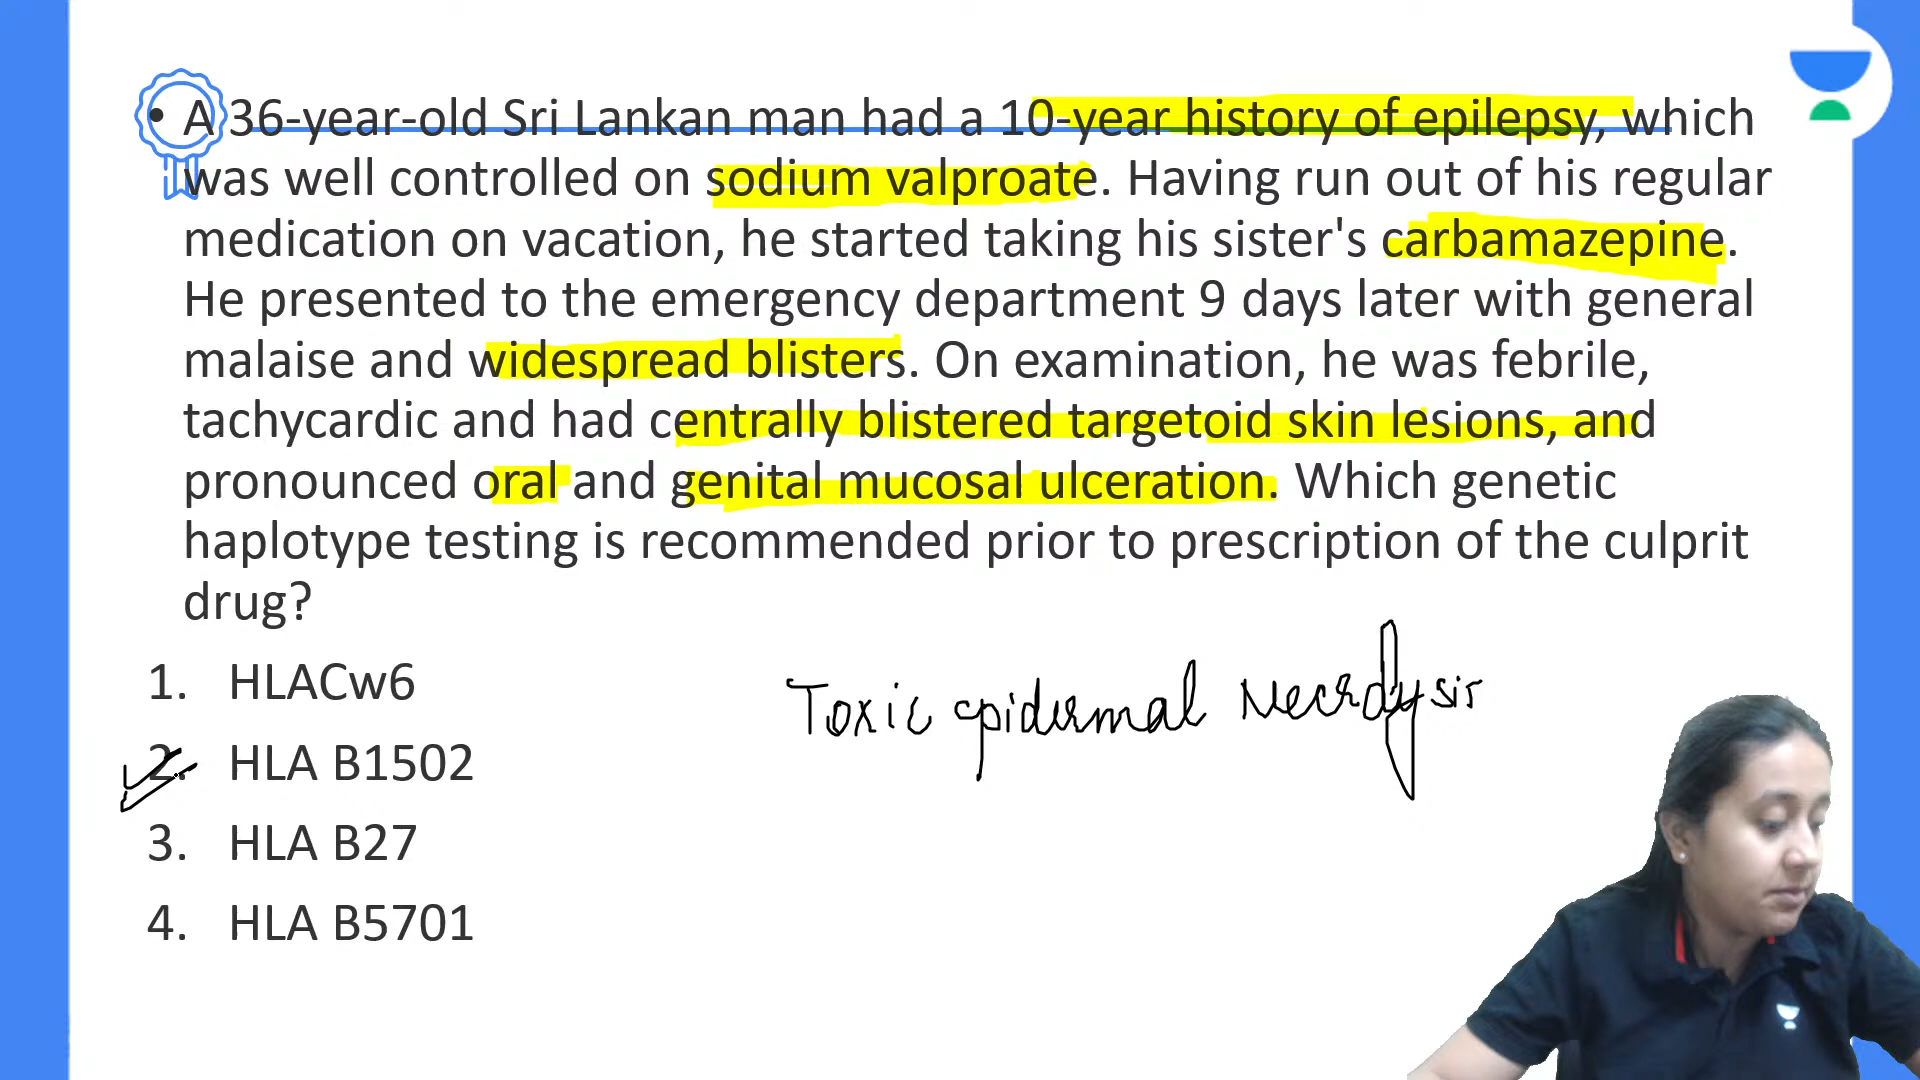 • A 36-year-old Sri Lankan man had a 10-year history of epilepsy, which
was well controlled on sodium valproate. Having run out of his regular
medication on vacation, he started taking his sister's carbamazepine.
He presented to the emergency department 9 days later with general
malaise and widespread blisters. On examination, he was febrile,
tachycardic and had centrally blistered targetoid skin lesions, and
pronounced oral and genital mucosal ulceration. Which genetic
haplotype testing is recommended prior to prescription of the culprit
drug?
1. HLACw6
Toxic epidermal Necrolysis
2. HLA B1502
3. HLA B27
4. HLA B5701